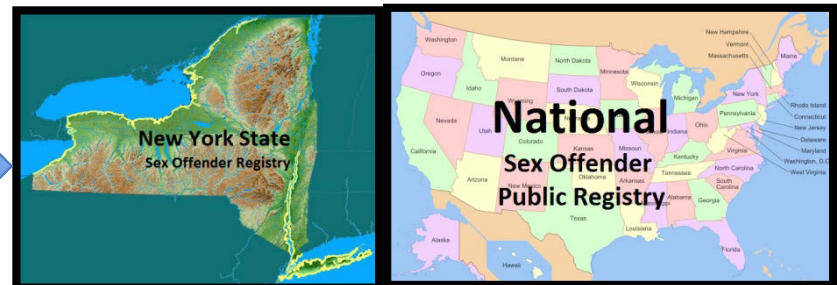 New York State
Sex Offender Registry
National
Sex Offender
Public Registry
Washington
Oregon
California
Nevada
Idaho
Montana
Utah
Arizona
Colorado
New Mexico
North Dakota
South Dakota
Kansas
Oklahoma
Texas
Minnesota
Wisconsin
Missouri
Arkansas
Louisiana
Michigan
Indiana
Ohio
Kentucky
Tennessee
Alabama
Georgia
Florida
South
Carolina
North Carolina
Virginia
Pennsylvania
New York
Maine
New Hampshire
Vermont
Massachusetts
Rhode Island
Connecticut
New Jersey
Delaware
Maryland
Washington, D.C
West Virginia
Alaska
Hawaii